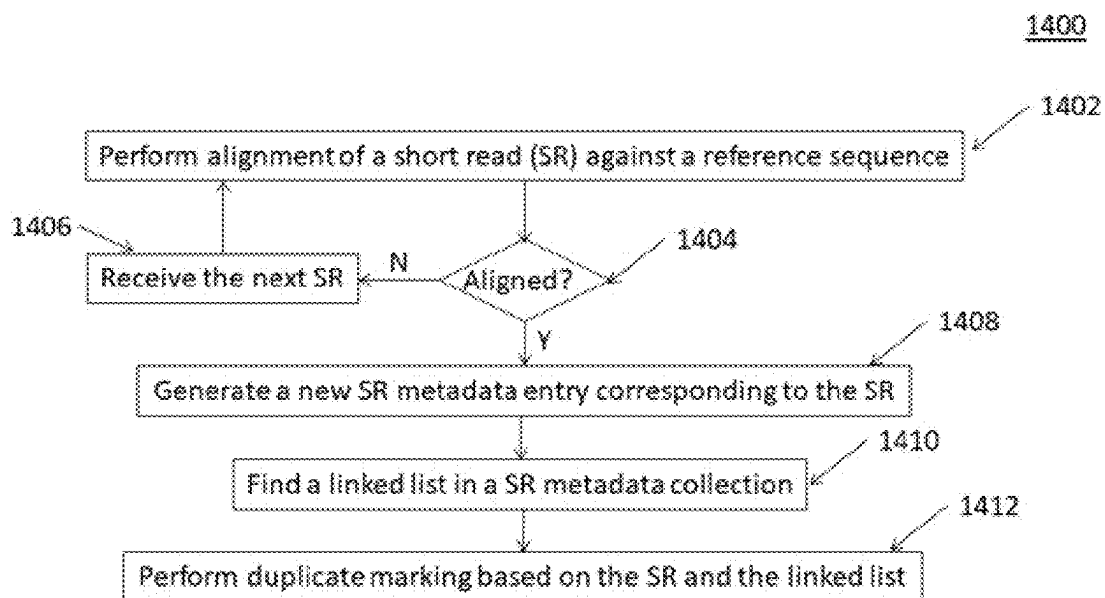 1400
1402
Perform alignment of a short read (SR) against a reference sequence
1406
1404
Receive the next SR
N
Aligned?
Y
1408
Generate a new SR metadata entry corresponding to the SR
1410
Find a linked list in a SR metadata collection
1412
Perform duplicate marking based on the SR and the linked list